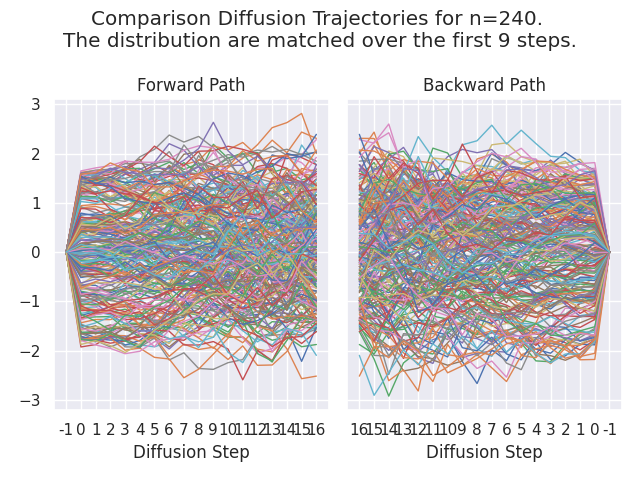 Comparison Diffusion Trajectories for n=240.
The distribution are matched over the first 9 steps.
Forward Path
Backward Path
3
2
1
0
−1
−2
−3
-1 0 1 2 3 4 5 6 7 8 9 10 11 12 13 14 15 16
16 15 14 13 12 11 10 9 8 7 6 5 4 3 2 1 0 -1
Diffusion Step
Diffusion Step